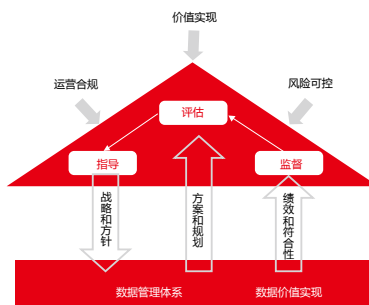 价值实现
运营合规
风险可控
评估
指导
监督
战略和方针
方案和规划
绩效和符合性
数据管理体系
数据价值实现